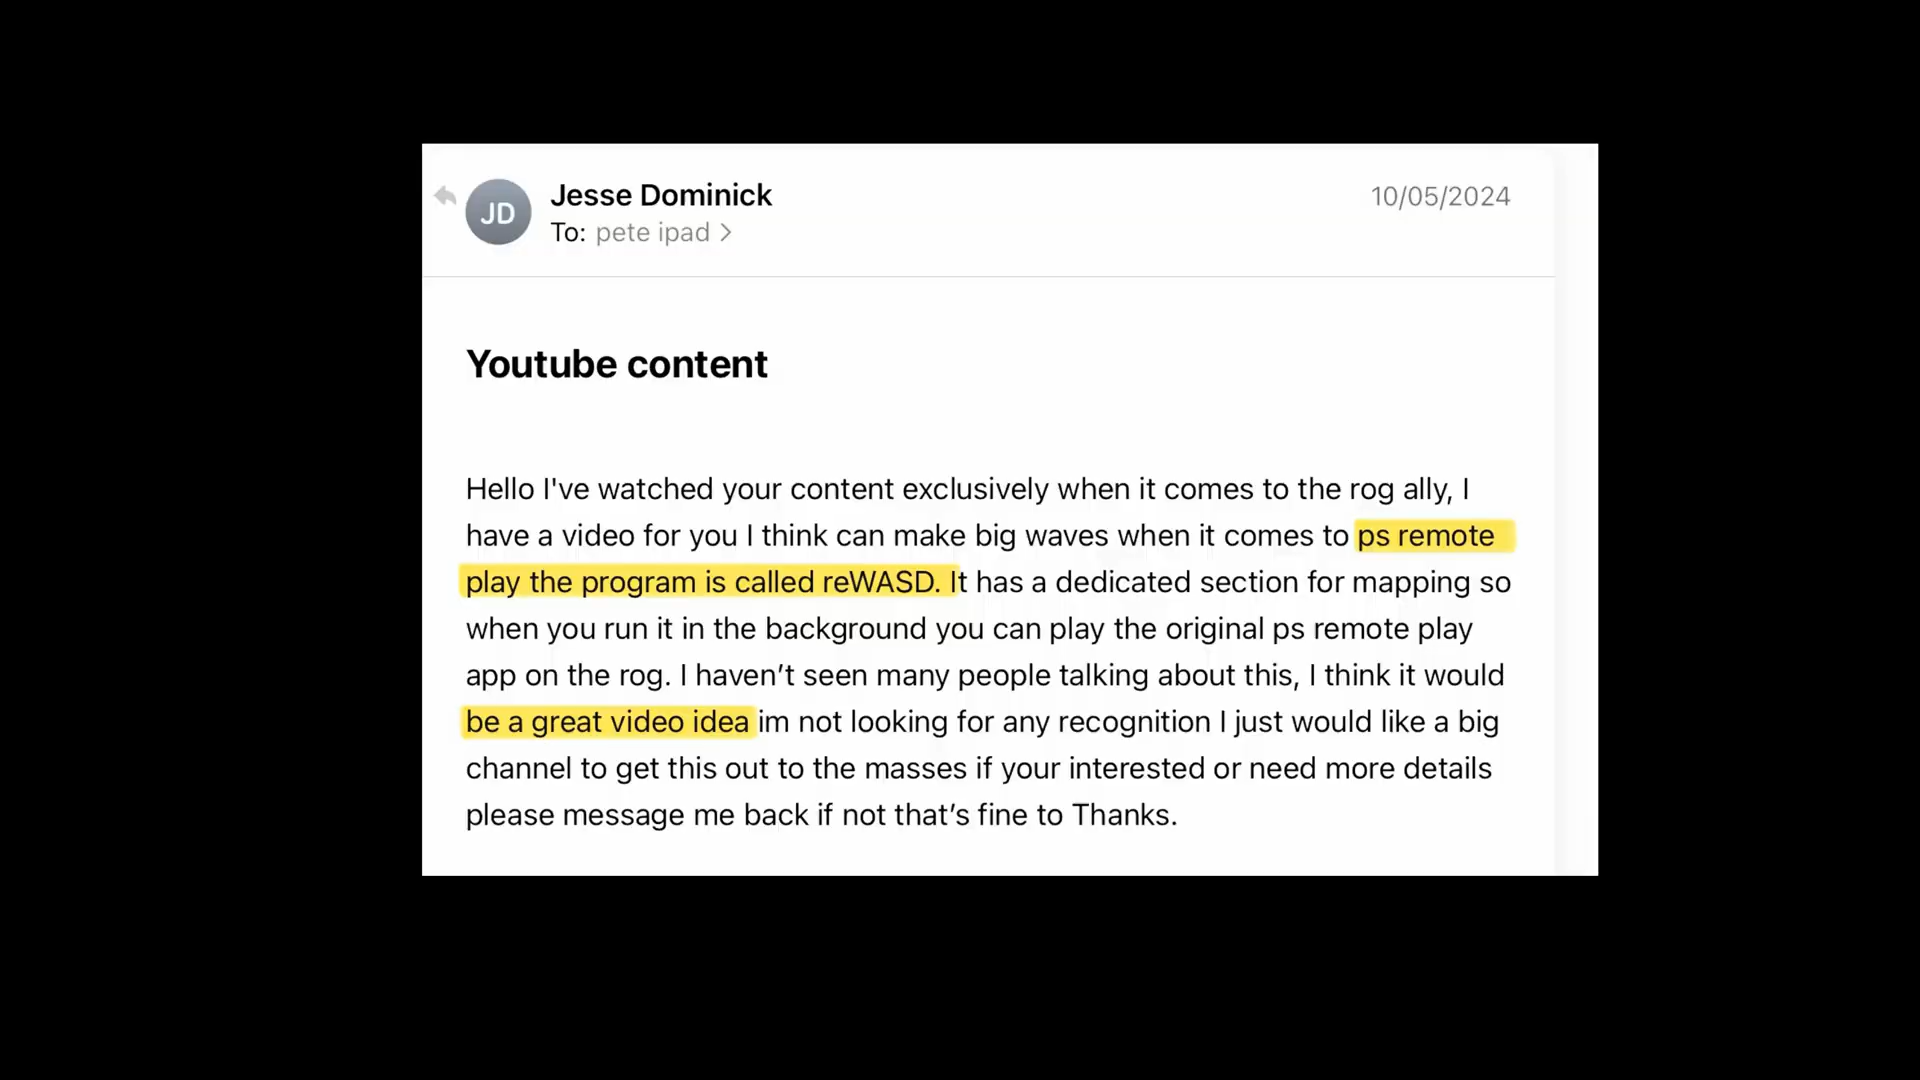 JD
Jesse Dominick
10/05/2024
To: pete ipad >
Youtube content
Hello I've watched your content exclusively when it comes to the rog ally, I
have a video for you I think can make big waves when it comes to ps remote
play the program is called reWASD. It has a dedicated section for mapping so
when you run it in the background you can play the original ps remote play
app on the rog. I haven’t seen many people talking about this, I think it would
be a great video idea im not looking for any recognition I just would like a big
channel to get this out to the masses if your interested or need more details
please message me back if not that’s fine to Thanks.